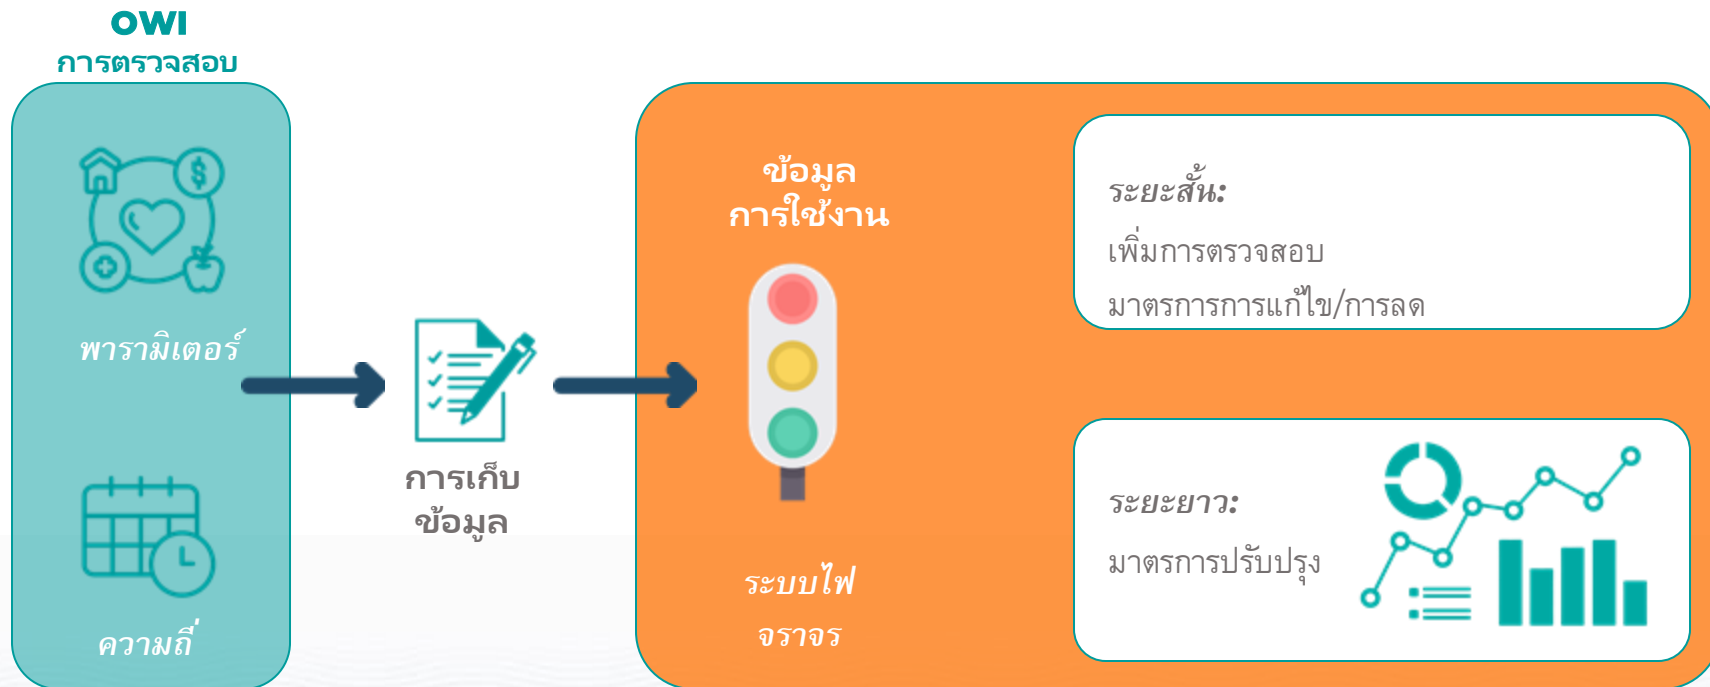 OWI
การตรวจสอบ
พารามิเตอร์
ความถี่
การเก็บ
ข้อมูล
ข้อมูล
การใช้งาน
ระบบไฟ
จราจร
ระยะสั้น:
เพิ่มการตรวจสอบ
มาตรการการแก้ไข/การลด
ระยะยาว:
มาตรการปรับปรุง